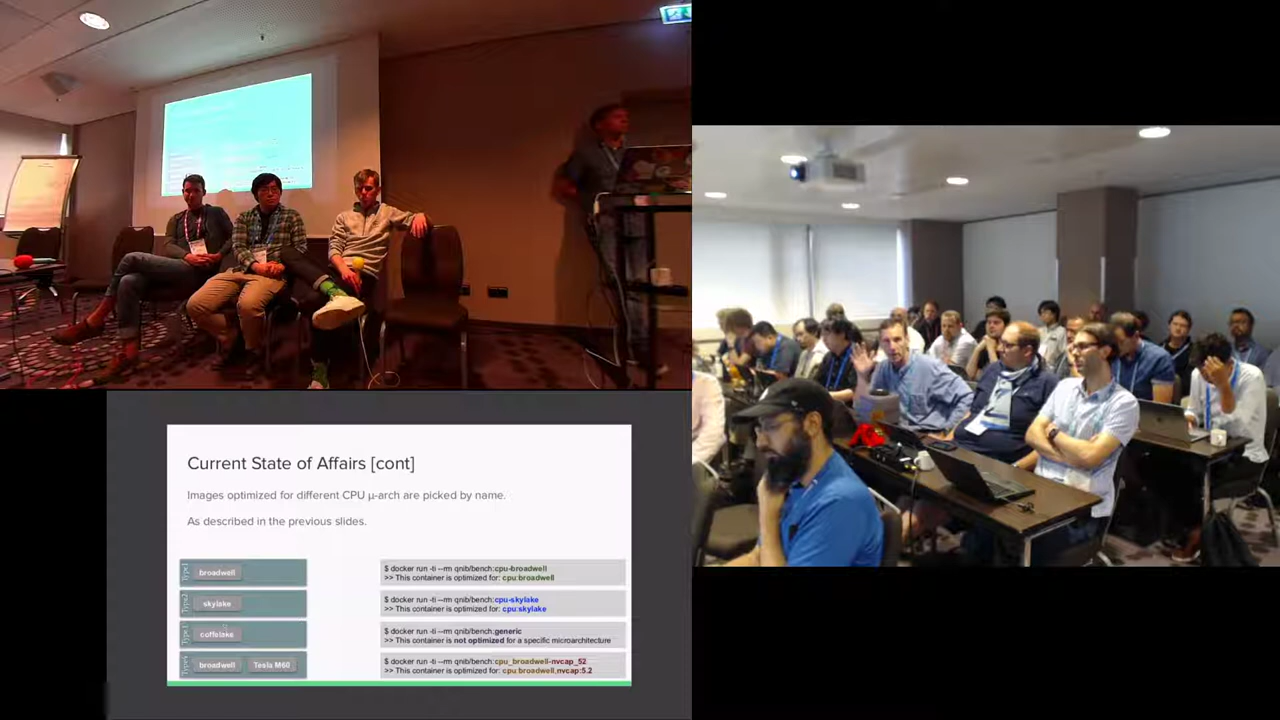 Current State of Affairs [cont]
Images optimized for different CPU μ-arch are picked by name.
As described in the previous slides.
Type1
broadwell
$ docker run -ti --rm qnib/bench:cpu-broadwell
>> This container is optimized for: cpu:broadwell
skylake
$ docker run -ti --rm qnib/bench:cpu-skylake
>> This container is optimized for: cpu:skylake
coffelake
$ docker run -ti --rm qnib/bench:generic
>> This container is not optimized for a specific microarchitecture
broadwell
Tesla M60
$ docker run -ti --rm qnib/bench:cpu_broadwell-nvcap_52
>> This container is optimized for: cpu:broadwell,nvcap:5.2